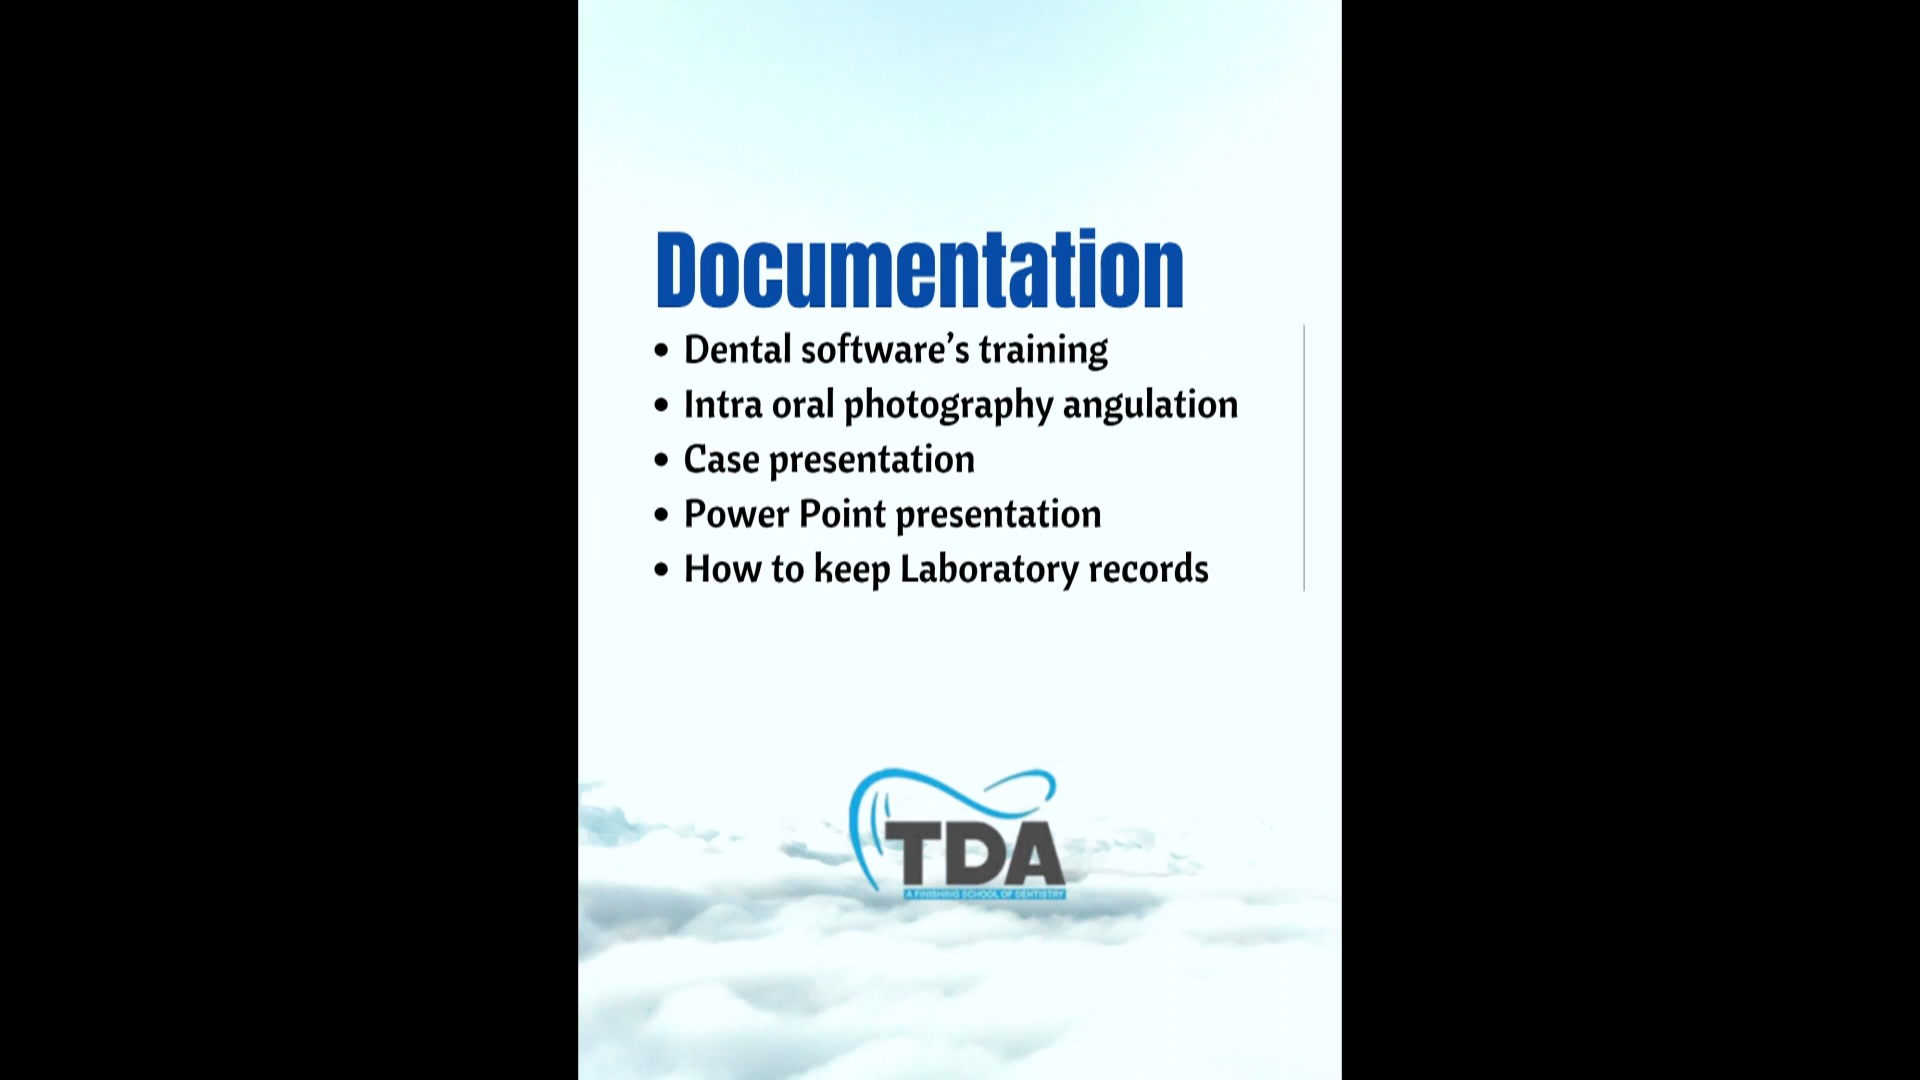 Documentation
• Dental software’s training
• Intra oral photography angulation
• Case presentation
• Power Point presentation
• How to keep Laboratory records
TDA
A FINISHING SCHOOL OF DENTISTRY